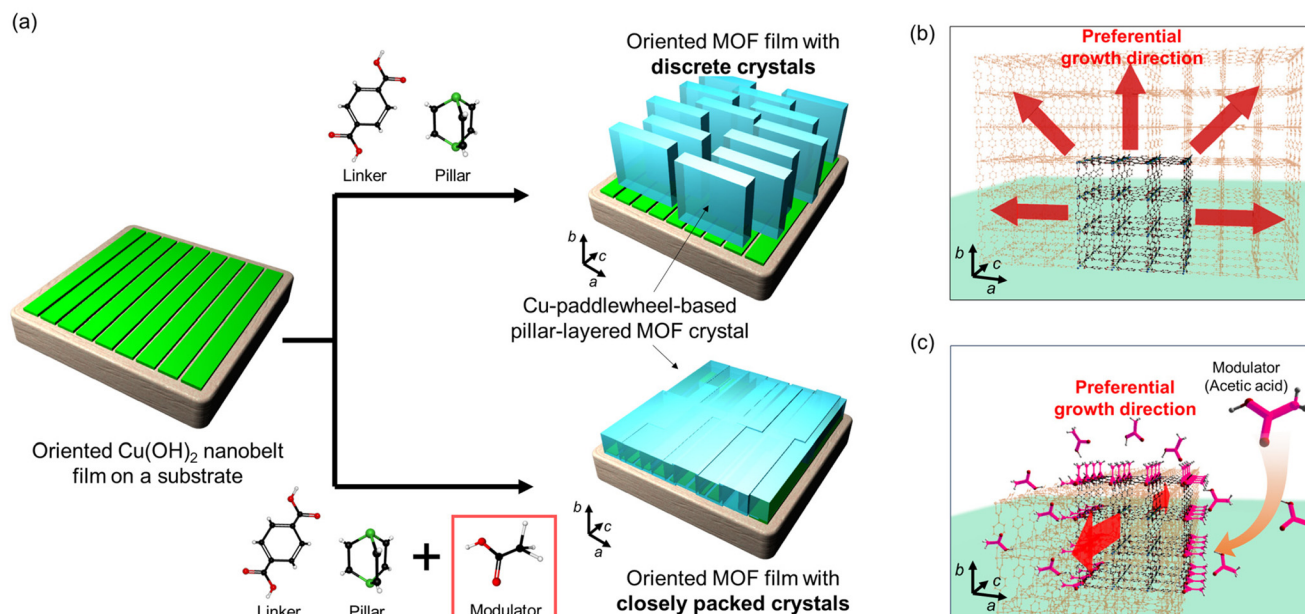 (a)
Linker
Pillar
Oriented MOF film with
discrete crystals
b
c
a
Oriented Cu(OH)2 nanobelt
film on a substrate
Cu-paddlewheel-based
pillar-layered MOF crystal
Linker
Pillar
+
Modulator
b
c
a
Oriented MOF film with
closely packed crystals
(b)
Preferential
growth direction
b
c
a
(c)
Preferential
growth direction
Modulator
(Acetic acid)
b
c
a